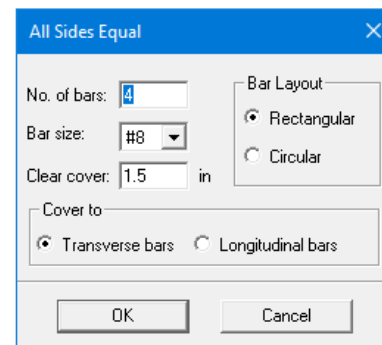 All Sides Equal
No. of bars: 4
Bar size: #8
Clear cover: 1.5 in
Bar Layout
Rectangular
Circular
Cover to
Transverse bars Longitudinal bars
OK Cancel